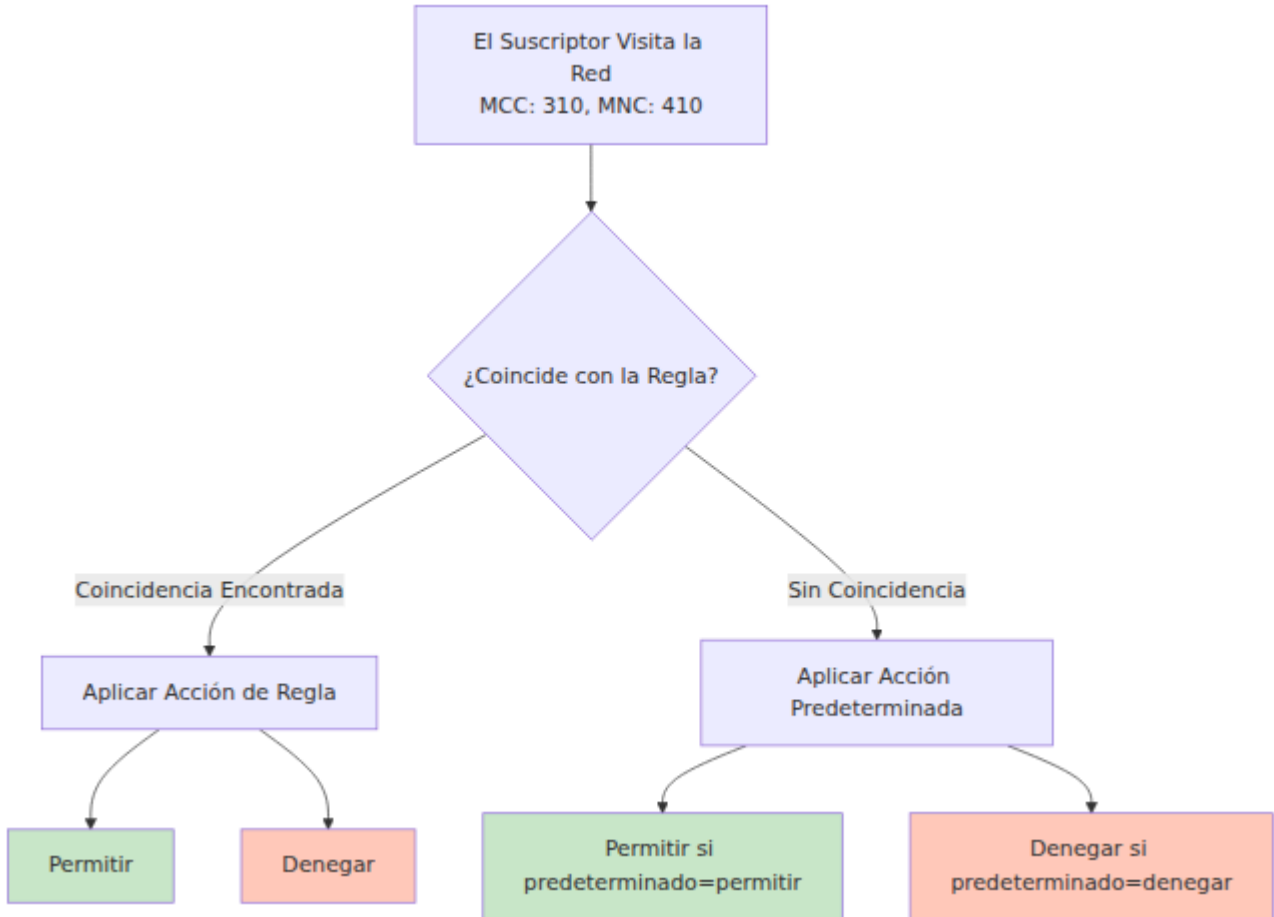 El Suscriptor Visita la
Red
MCC: 310, MNC: 410
¿Coincide con la Regla?
Coincidencia Encontrada
Sin Coincidencia
Aplicar Acción de Regla
Aplicar Acción
Predeterminada
Permitir
Denegar
Permitir si
predeterminado=permitir
Denegar si
predeterminado=denegar